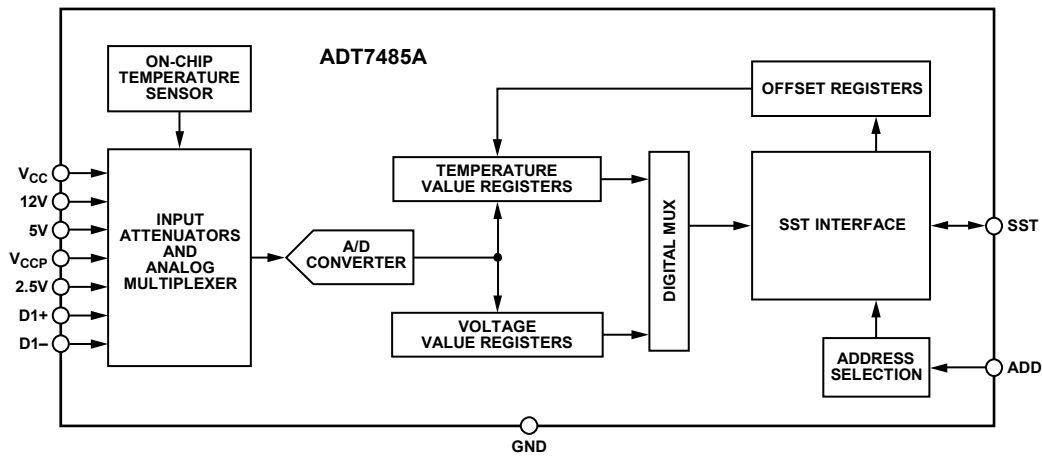 ADT7485A
ON-CHIP
TEMPERATURE
SENSOR
OFFSET REGISTERS
VCC
12V
5V
VCCP
2.5V
D1+
D1–
INPUT
ATTENUATORS
AND
ANALOG
MULTIPLEXER
A/D
CONVERTER
TEMPERATURE
VALUE REGISTERS
VOLTAGE
VALUE REGISTERS
DIGITAL MUX
SST INTERFACE
SST
ADDRESS
SELECTION
ADD
GND